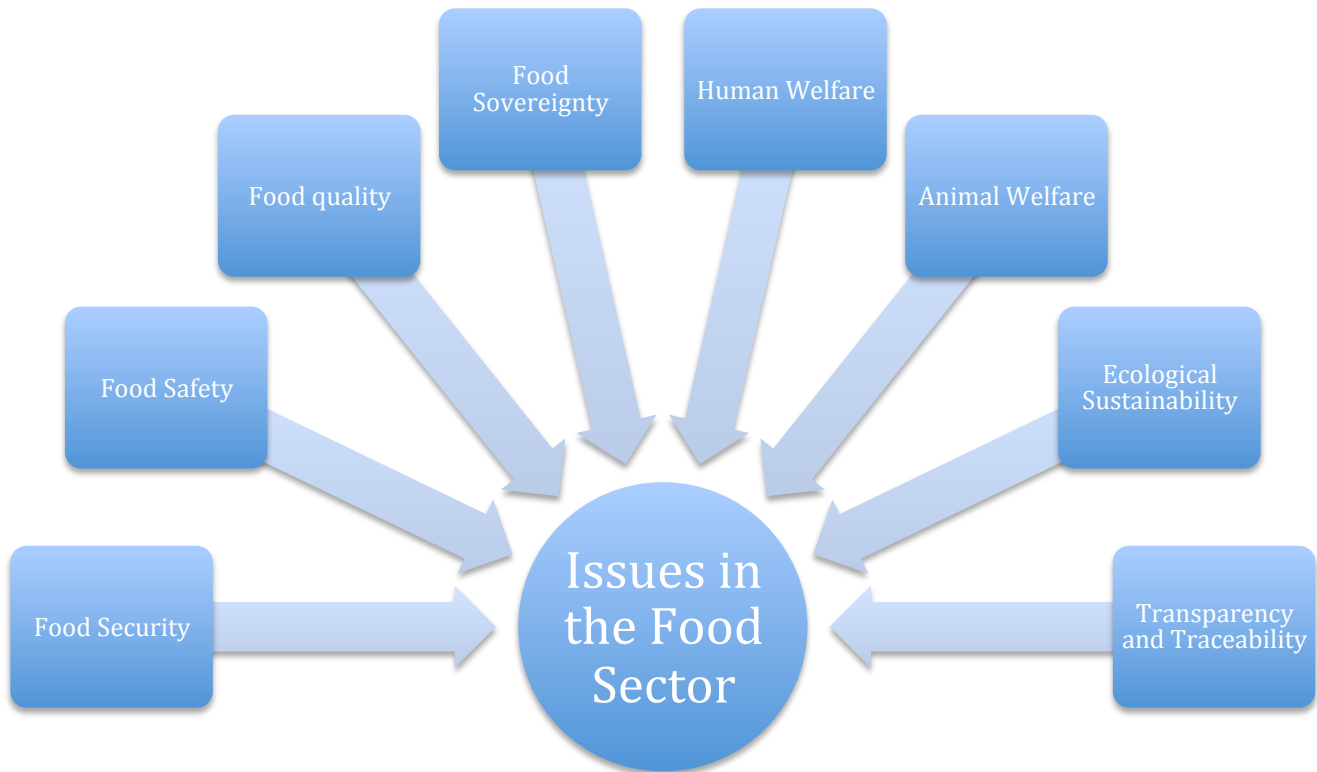 Food Security
Food Safety
Food quality
Food
Sovereignty
Human Welfare
Animal Welfare
Ecological
Sustainability
Transparency
and Traceability
Issues in
the Food
Sector